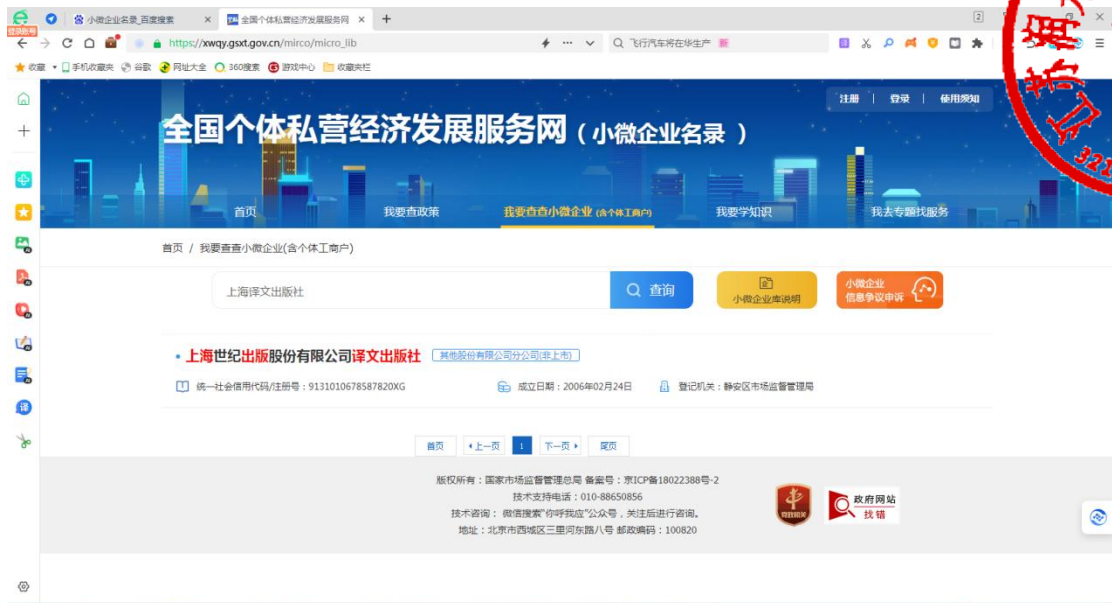 登录账号
小微企业名录_百度搜索 × 全国个体私营经济发展服务网 × + 2
https://xwqy.gsxt.gov.cn/mirco/micro_lib 飞行汽车将在华生产 新
收藏 手机收藏夹 谷歌 网址大全 360搜索 游戏中心 收藏夹栏
注册 | 登录 | 使用须知
全国个体私营经济发展服务网（小微企业名录 ）
首页 我要查政策 我要查查小微企业 (含个体工商户) 我要学知识 我去专题找服务
首页 / 我要查查小微企业(含个体工商户)
上海译文出版社 查询 小微企业库说明 小微企业
信息争议申诉
上海世纪出版股份有限公司译文出版社 其他股份有限公司分公司(非上市)
统一社会信用代码/注册号：9131010678587820XG 成立日期：2006年02月24日 登记机关：静安区市场监督管理局
首页 上一页 1 下一页 尾页
版权所有：国家市场监督管理总局 备案号：京ICP备18022388号-2
技术支持电话：010-88650856
技术咨询： 微信搜索“你呼我应”公众号，关注后进行咨询。
地址：北京市西城区三里河东路八号 邮政编码：100820
党政机关
政府网站
找错
译
321